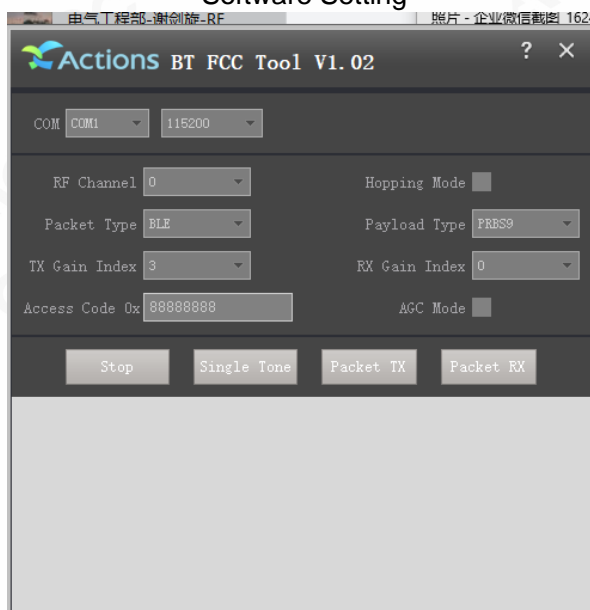 Software Setting
电气工程部-谢剑旋-RF 照片 - 企业微信截图 162
Actions BT FCC Tool V1.02 ? ×
COM COM1 115200
RF Channel 0 Hopping Mode
Packet Type BLE Payload Type PRBS9
TX Gain Index 3 RX Gain Index 0
Access Code 0x 88888888 AGC Mode
Stop Single Tone Packet TX Packet RX